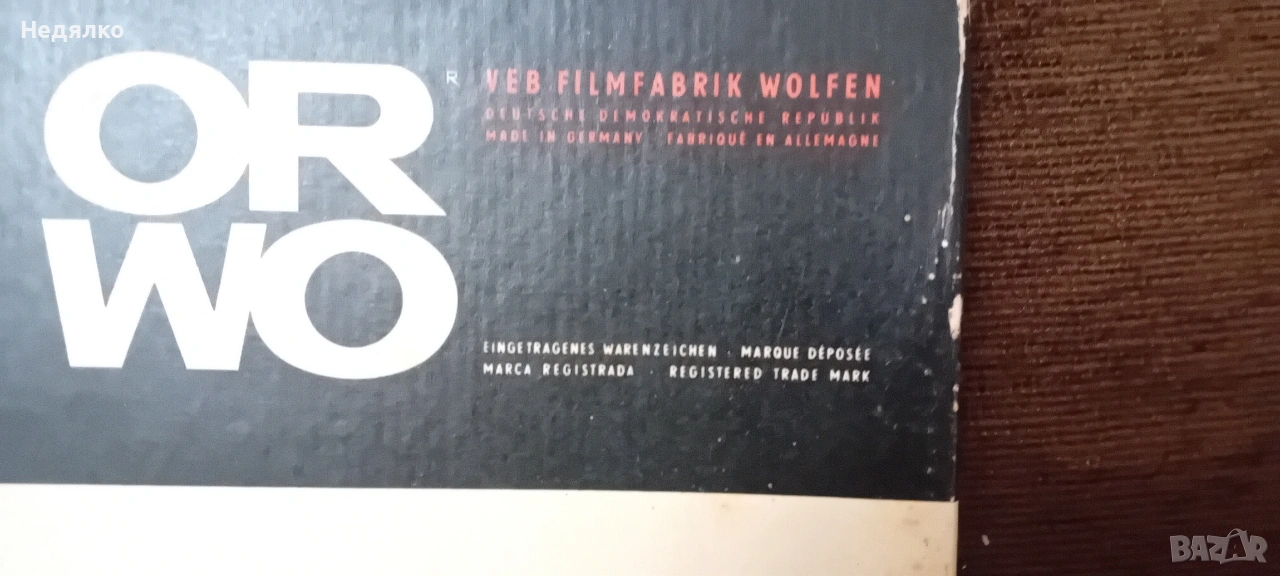 Недялко
OR
WO
R
VEB FILMFABRIK WOLFEN
DEUTSCHE DEMOKRATISCHE REPUBLIK
MADE IN GERMANY FABRIQUÉ EN ALLEMAGNE
EINGETRAGENES WARENZEICHEN · MARQUE DÉPOSÉE
MARCA REGISTRADA · REGISTERED TRADE MARK
BAZAR